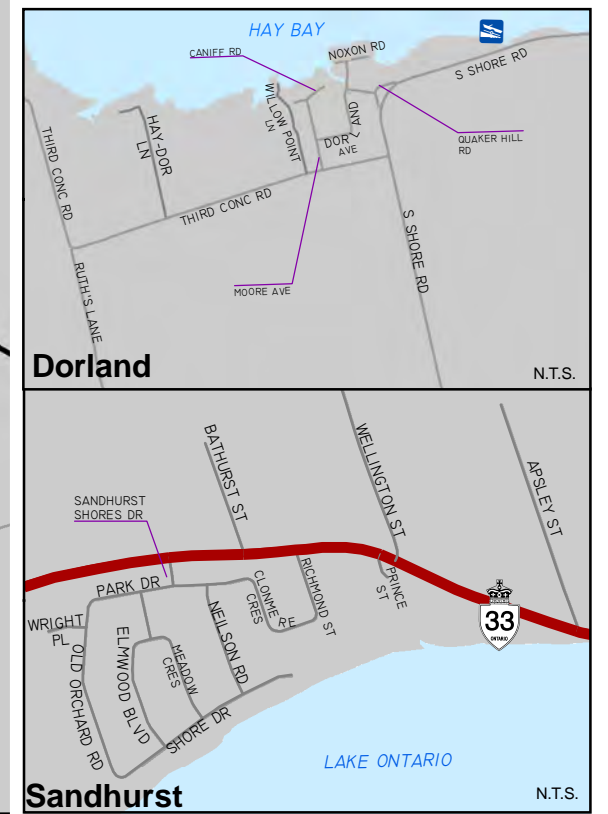 HAY BAY
CANIFF RD
NOXON RD
S SHORE RD
THIRD CONC RD
HAY-DOR
LN
WILLOW POINT
LN
DORLAND
AVE
QUAKER HILL
RD
THIRD CONC RD
S SHORE RD
RUTH'S LANE
MOORE AVE
Dorland
N.T.S.
BATHURST ST
WELLINGTON ST
APSLEY ST
SANDHURST
SHORES DR
PARK DR
CLONME RE
CRES
RICHMOND ST
PRINCE
ST
33
ONTARIO
WRIGHT
PL
OLD ORCHARD RD
ELMWOOD BLVD
MEADOW
CRES
NEILSON RD
SHORE DR
LAKE ONTARIO
Sandhurst
N.T.S.